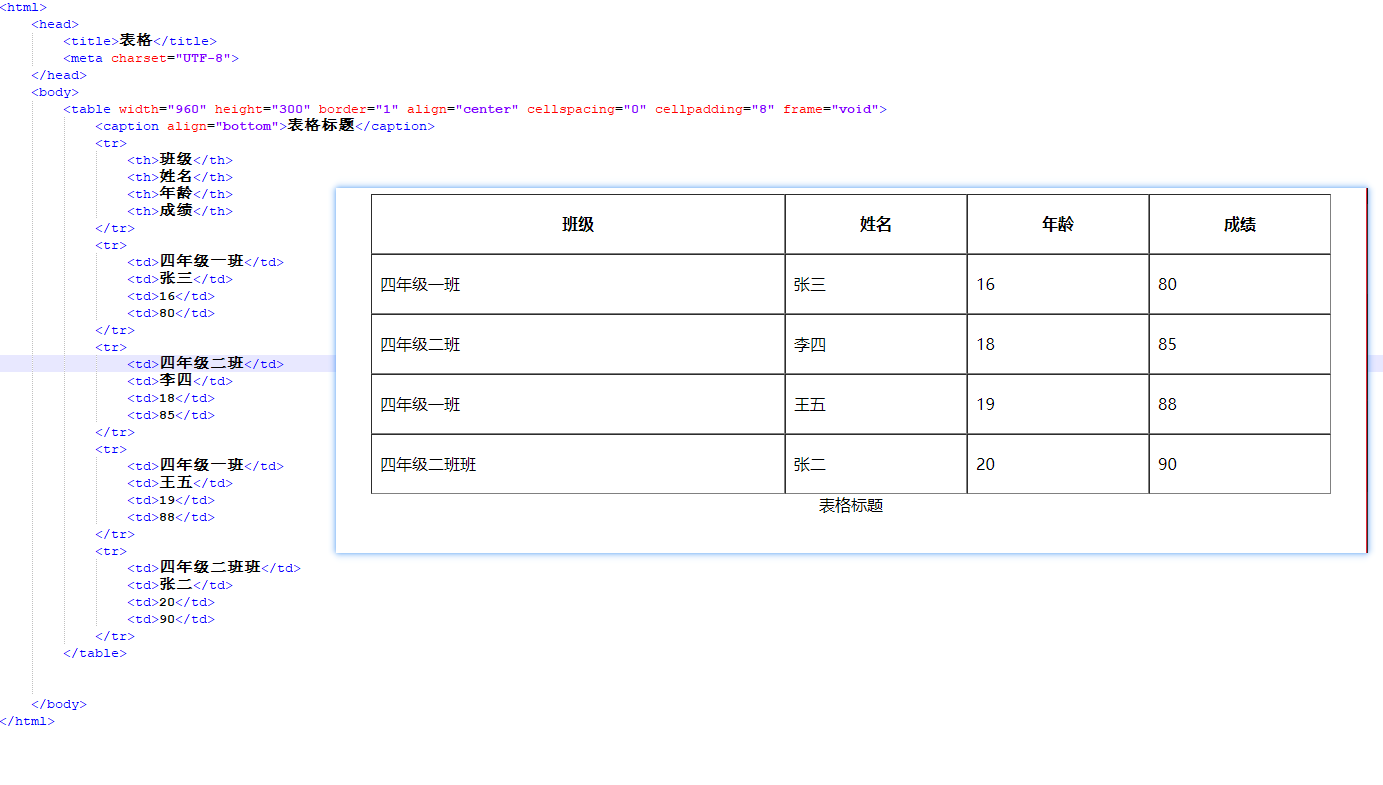 <html>
<head>
<title>表格</title>
<meta charset="UTF-8">
</head>
<body>
<table width="960" height="300" border="1" align="center" cellspacing="0" cellpadding="8" frame="void">
<caption align="bottom">表格标题</caption>
<tr>
<th>班级</th>
<th>姓名</th>
<th>年龄</th>
<th>成绩</th>
</tr>
<tr>
<td>四年级一班</td>
<td>张三</td>
<td>16</td>
<td>80</td>
</tr>
<tr>
<td>四年级二班</td>
<td>李四</td>
<td>18</td>
<td>85</td>
</tr>
<tr>
<td>四年级一班</td>
<td>王五</td>
<td>19</td>
<td>88</td>
</tr>
<tr>
<td>四年级二班班</td>
<td>张二</td>
<td>20</td>
<td>90</td>
</tr>
</table>
</body>
</html>
班级 姓名 年龄 成绩
四年级一班 张三 16 80
四年级二班 李四 18 85
四年级一班 王五 19 88
四年级二班班 张二 20 90
表格标题